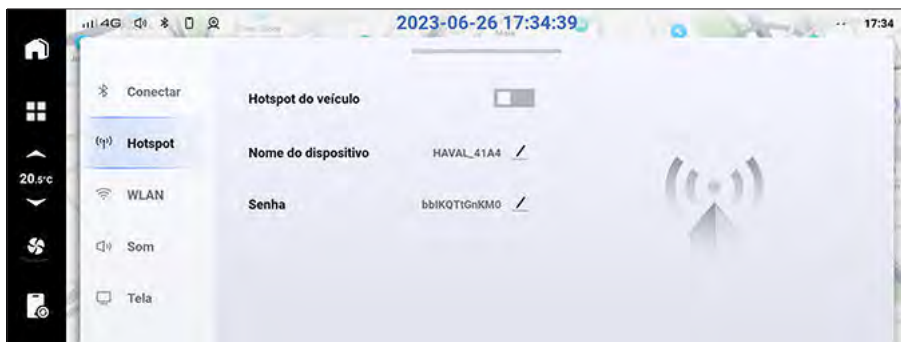 4G 2023-06-26 17:34:39 17:34
Conectar
Hotspot do veículo
Hotspot
Nome do dispositivo HAVAL_41A4
20.5°C
WLAN
Senha bbIKQTtGnKM0
Som
Tela